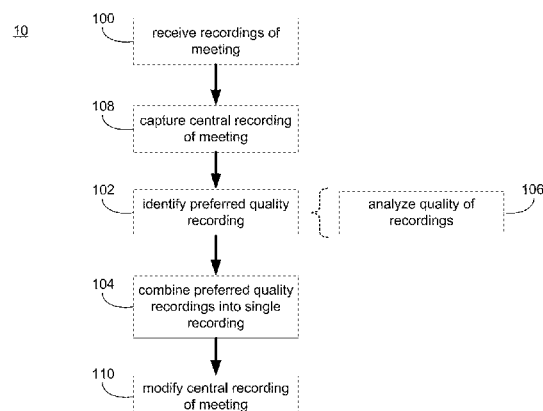 10
100
receive recordings of
meeting
108
capture central recording
of meeting
102
identify preferred quality
recording
analyze quality of
recordings
106
104
combine preferred quality
recordings into single
recording
110
modify central recording
of meeting